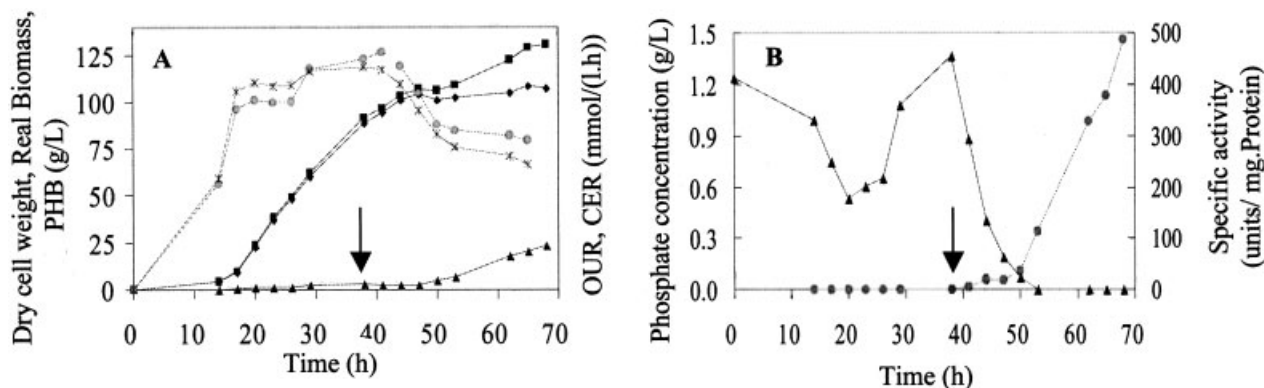 Dry cell weight, Real Biomass,
PHB (g/L)
A
125
100
75
50
25
0
0 10 20 30 40 50 60 70
Time (h)
OUR, CER (mmol/(l.h)
Phosphate concentration (g/L)
B
1.5
1.2
0.9
0.6
0.3
0.0
0 10 20 30 40 50 60 70
Time (h)
500
400
300
200
100
0
Specific activity
(units/ mg.Protein)